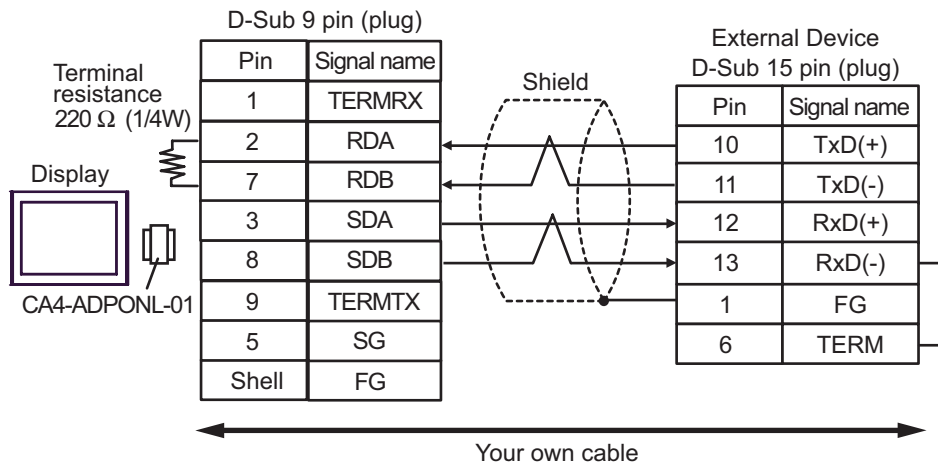 D-Sub 9 pin (plug)
External Device
D-Sub 15 pin (plug)
Terminal
resistance
220 Ω (1/4W)
Shield
Display
CA4-ADPONL-01
Pin Signal name
1 TERMRX
2 RDA
7 RDB
3 SDA
8 SDB
9 TERMTX
5 SG
Shell FG
Pin Signal name
10 TxD(+)
11 TxD(-)
12 RxD(+)
13 RxD(-)
1 FG
6 TERM
Your own cable